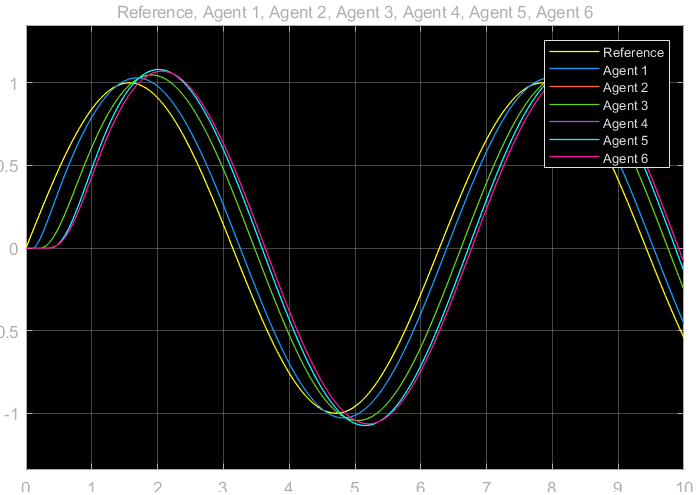 Reference, Agent 1, Agent 2, Agent 3, Agent 4, Agent 5, Agent 6
Reference
Agent 1
Agent 2
Agent 3
Agent 4
Agent 5
Agent 6
1
0.5
0
0.5
-1
0 1 2 3 4 5 6 7 8 9 10